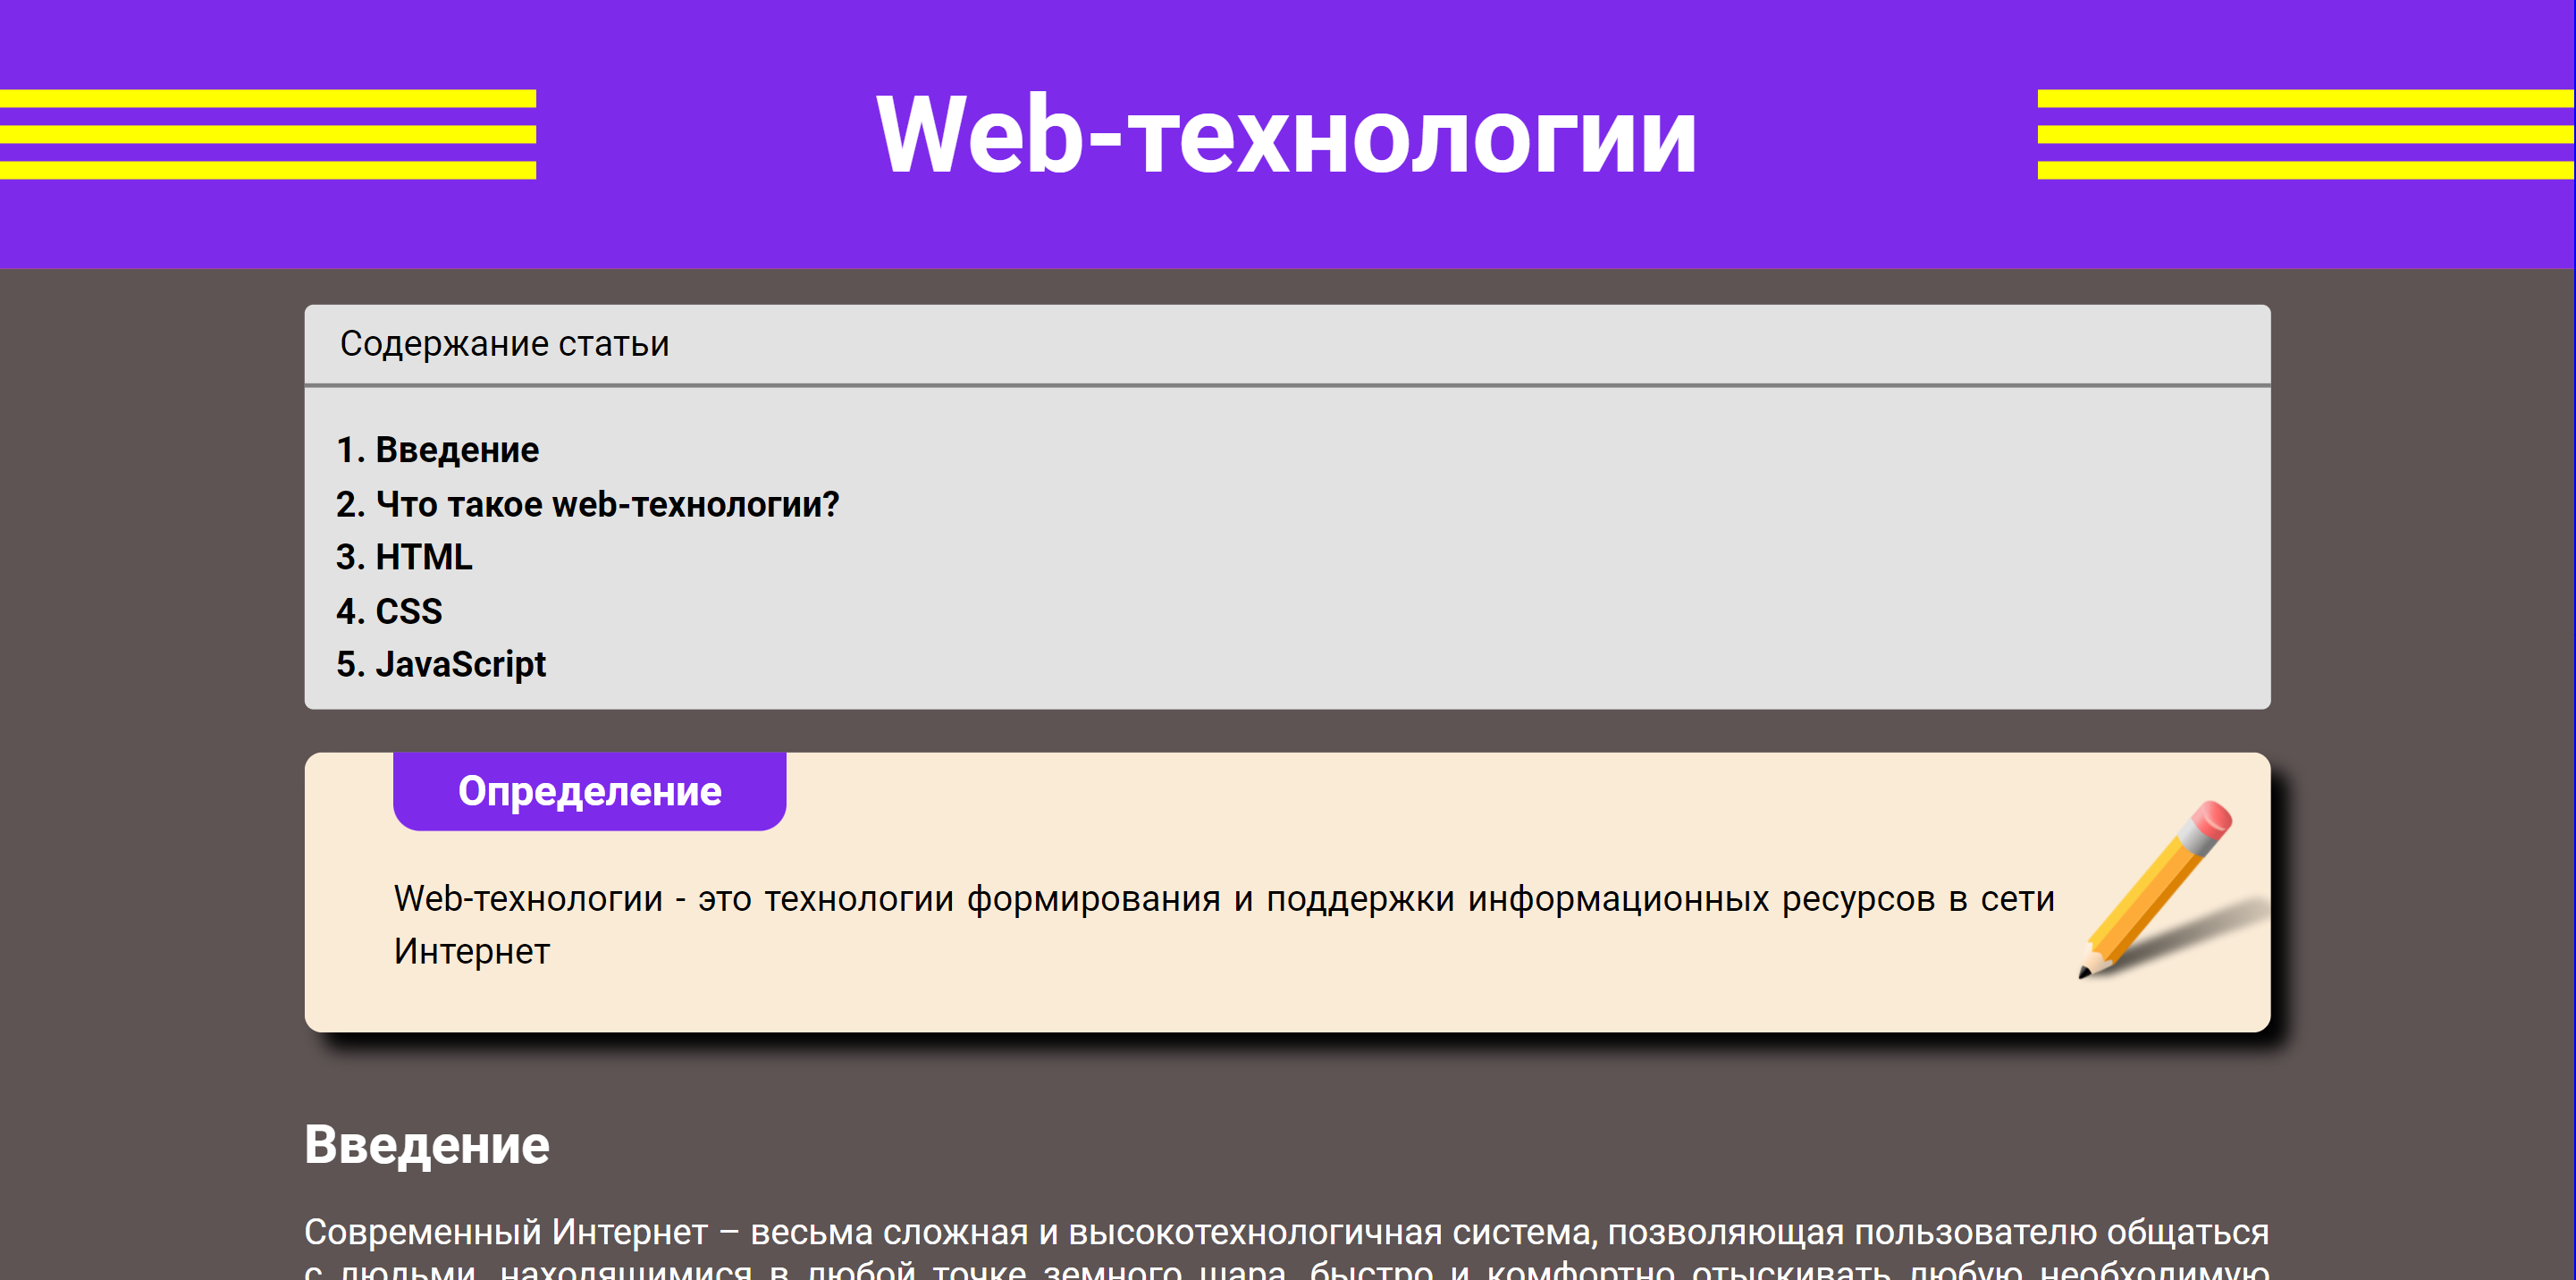 Web-технологии
Содержание статьи
1. Введение
2. Что такое web-технологии?
3. HTML
4. CSS
5. JavaScript
Определение
Web-технологии - это технологии формирования и поддержки информационных ресурсов в сети
Интернет
Введение
Современный Интернет – весьма сложная и высокотехнологичная система, позволяющая пользователю общаться
с людьми, находящимися в любой точке земного шара, быстро и комфортно отыскивать любую необходимую